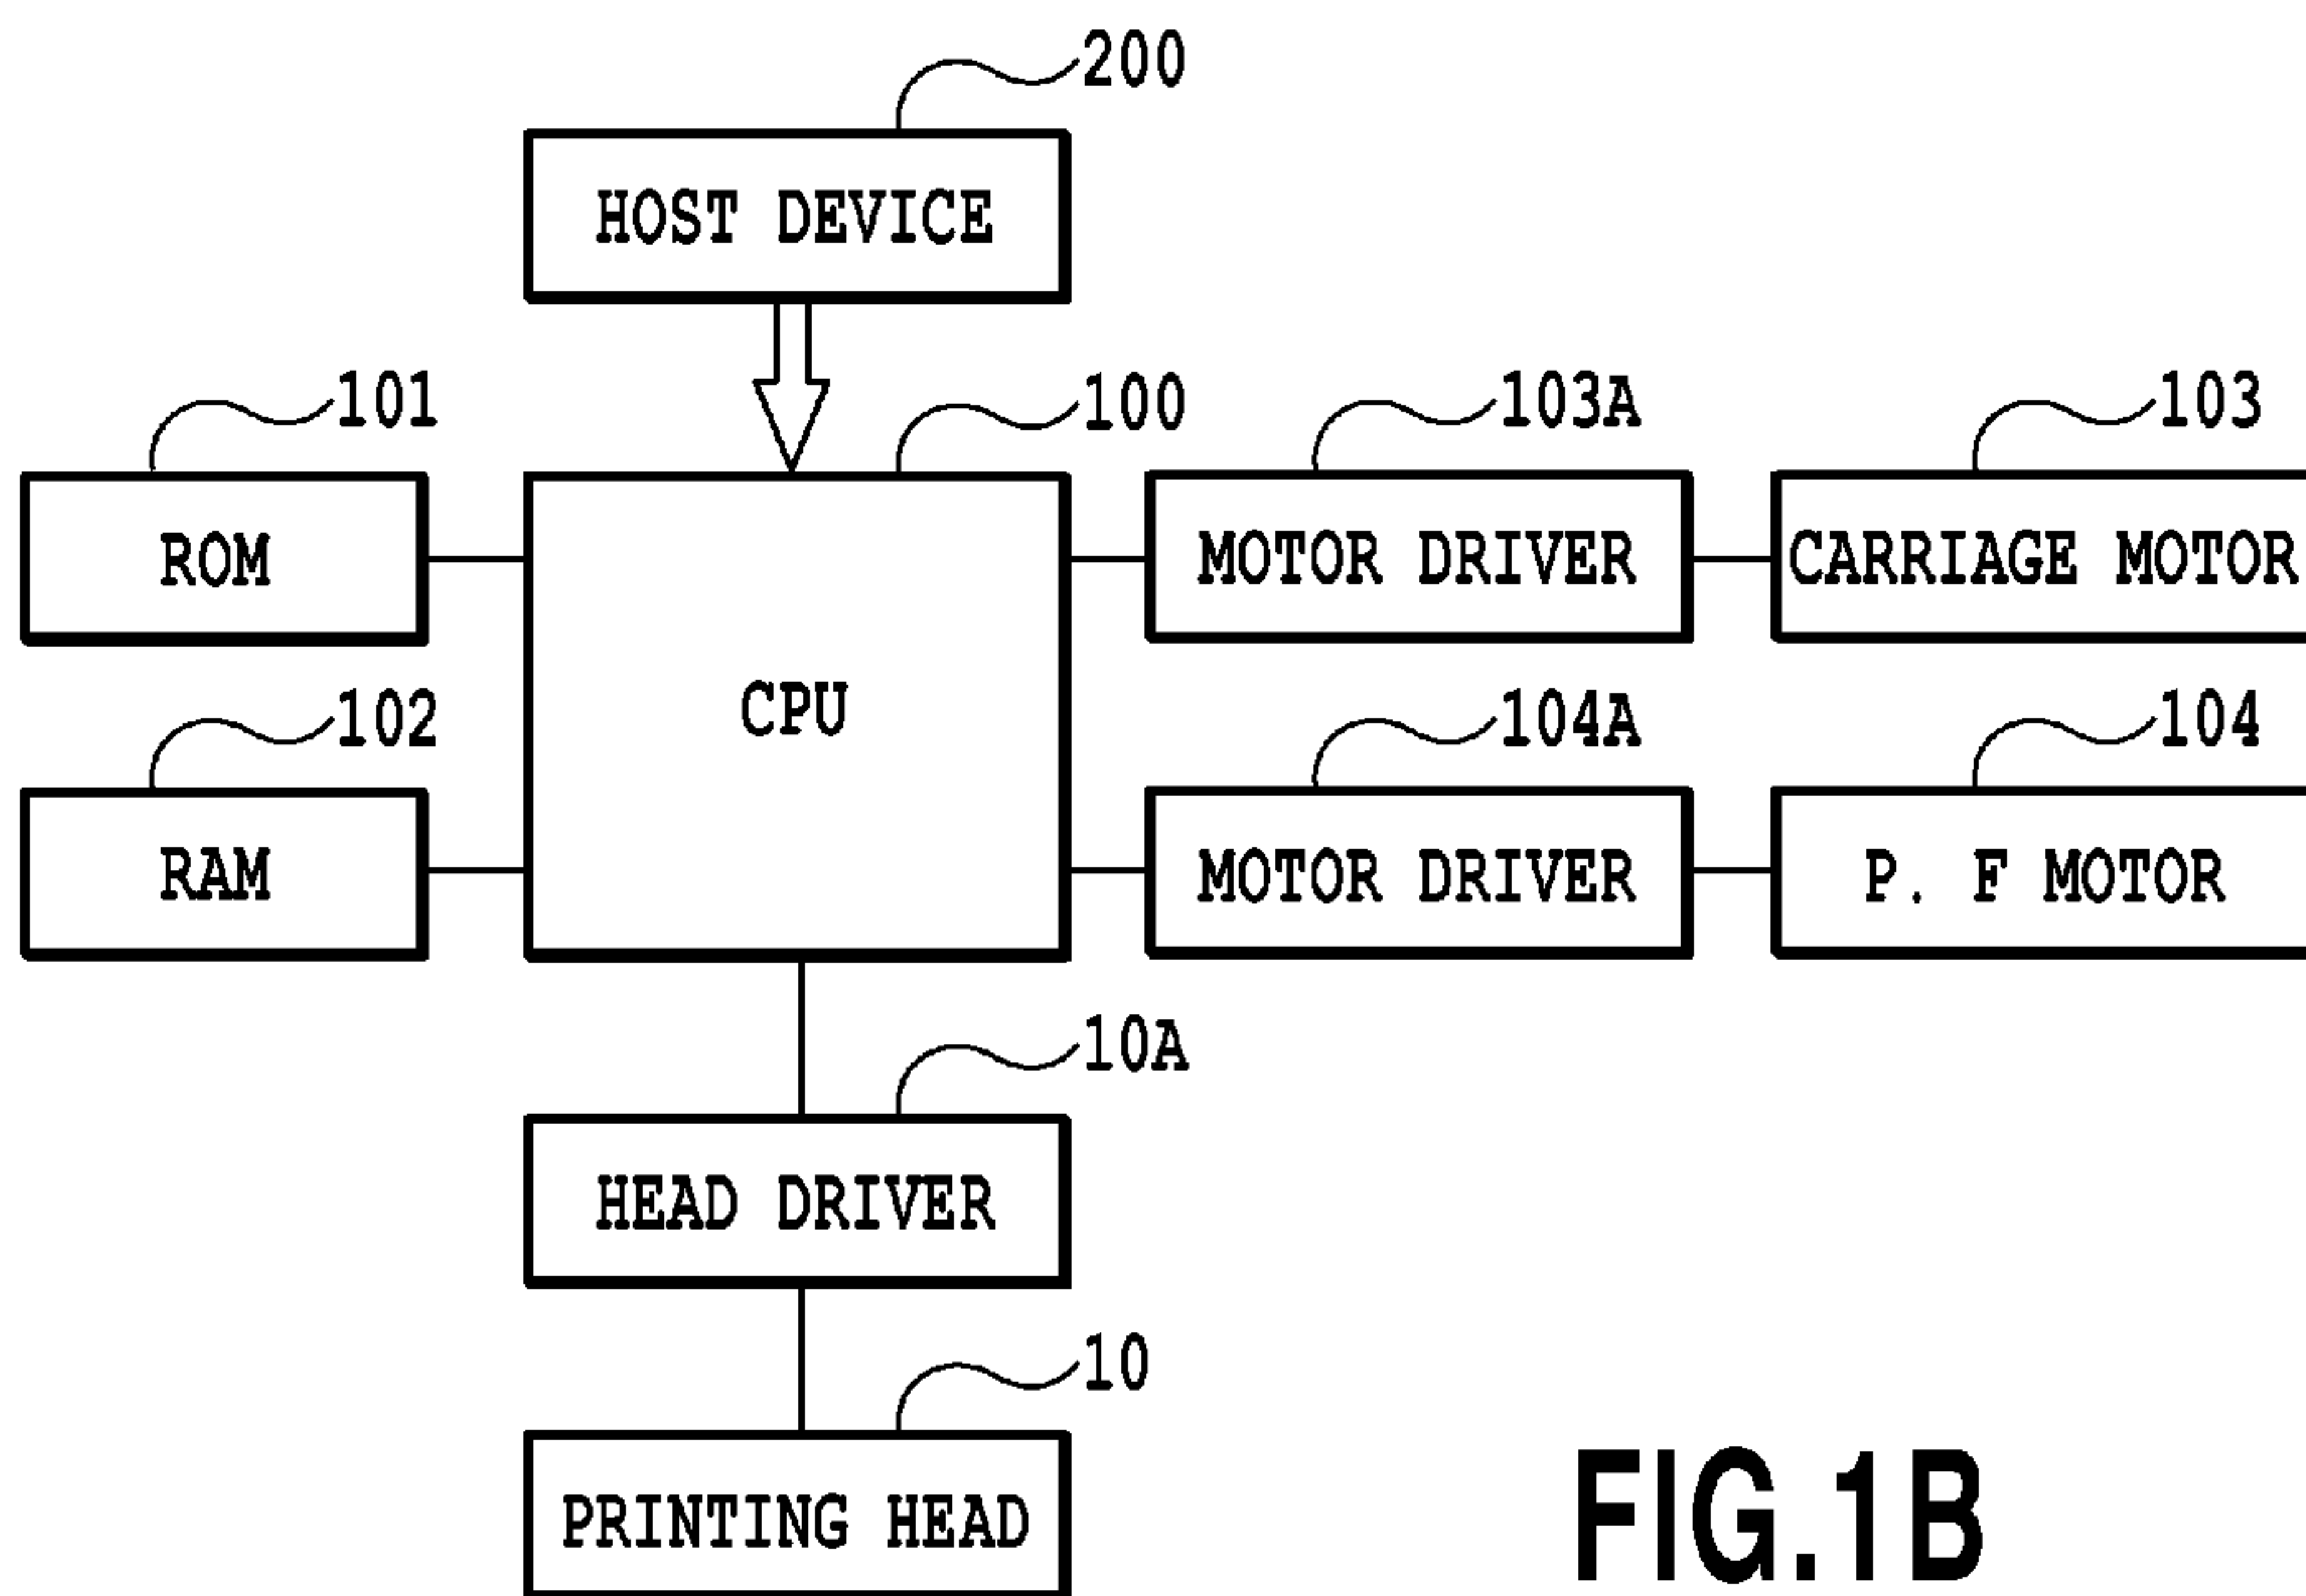 200
HOST DEVICE
101
100
103A
103
ROM
MOTOR DRIVER
CARRIAGE MOTOR
CPU
102
104A
104
RAM
MOTOR DRIVER
P. F MOTOR
10A
HEAD DRIVER
10
PRINTING HEAD
FIG.1B